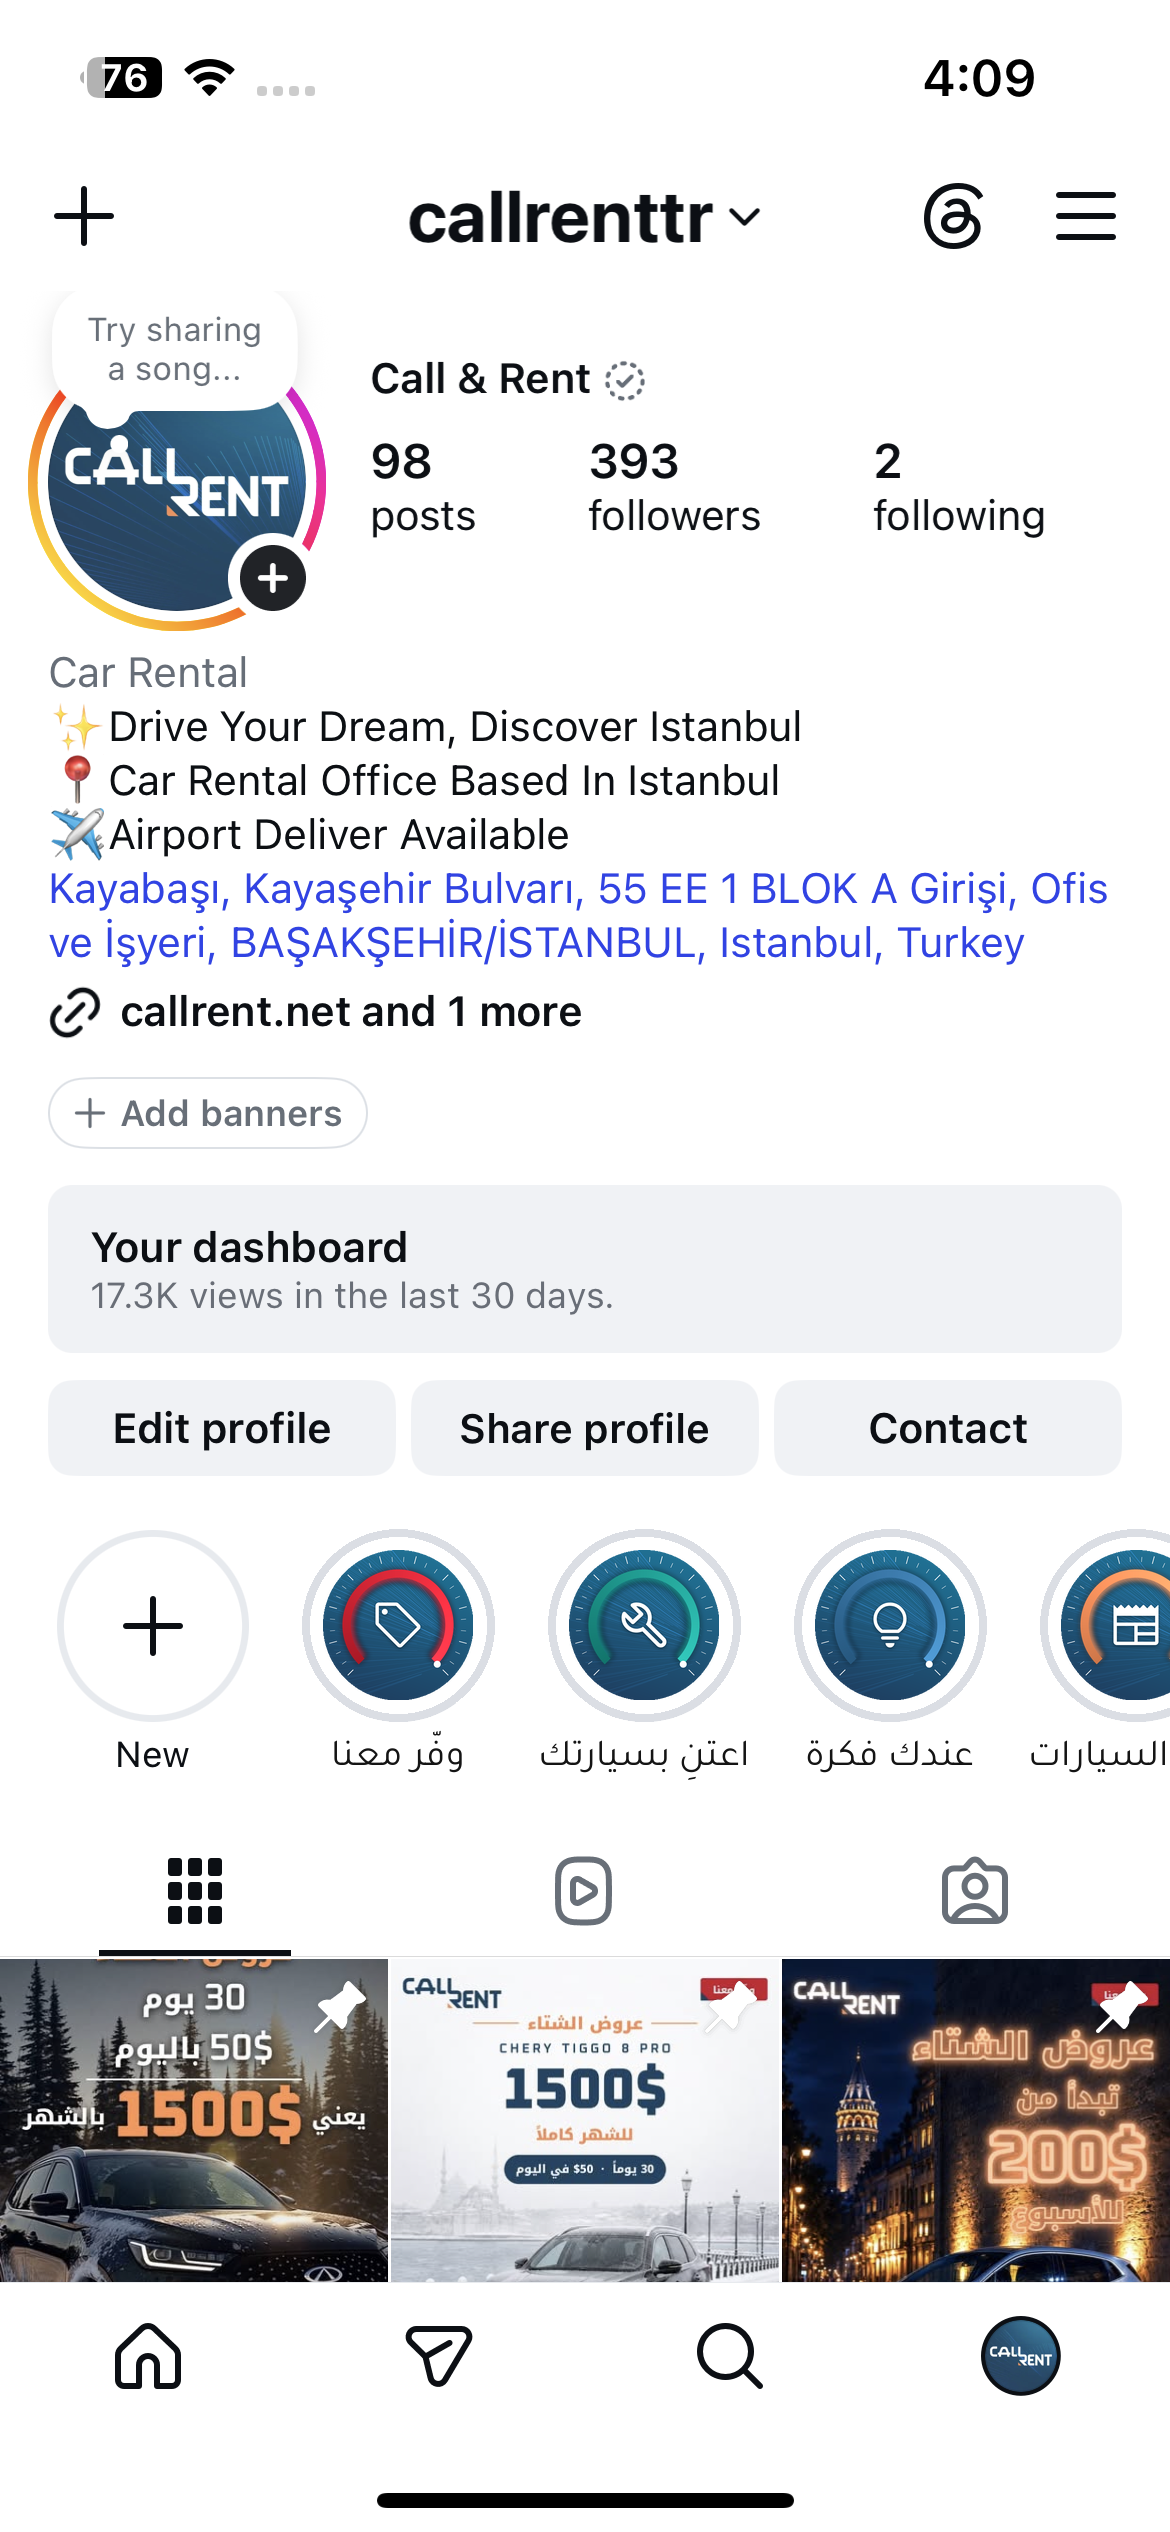 76
4:09
callrenttr
Try sharing
a song...
CALL
RENT
Call & Rent
98
posts
393
followers
2
following
Car Rental
✨Drive Your Dream, Discover Istanbul
📍Car Rental Office Based In Istanbul
✈️Airport Deliver Available
Kayabaşı, Kayaşehir Bulvarı, 55 EE 1 BLOK A Girişi, Ofis
ve İşyeri, BAŞAKŞEHİR/İSTANBUL, Istanbul, Turkey
callrent.net and 1 more
+ Add banners
Your dashboard
17.3K views in the last 30 days.
Edit profile
Share profile
Contact
New
وفّر معنا
اعتنِ بسيارتك
عندك فكرة
السيارات
30 يوم
50$ باليوم
يعني 1500$ بالشهر
CALL
RENT
عروض الشتاء
CHERY TIGGO 8 PRO
1500$
للشهر كاملاً
30 يوماً · $50 في اليوم
CALL
RENT
عروض الشتاء
تبدأ من
200$
للأسبوع
CALL
RENT